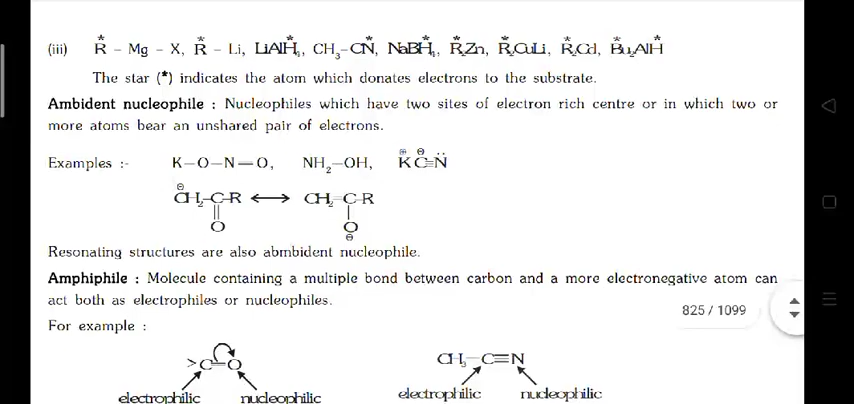 (iii) R* – Mg – X, R* – Li, LiAlH*₄, CH₃–C*N, NaBH*₄, R*₂Zn, R*₂CuLi, R*₂Cd, Bu*₂AlH
The star (*) indicates the atom which donates electrons to the substrate.
Ambident nucleophile : Nucleophiles which have two sites of electron rich centre or in which two or
more atoms bear an unshared pair of electrons.
Examples :- K–O–N=O, NH₂–OH, K⊕ C⊖≡N̈
⊖
CH₂–C–R ⟷ CH₂=C–R
|| |
O O
⊖
Resonating structures are also abmbident nucleophile.
Amphiphile : Molecule containing a multiple bond between carbon and a more electronegative atom can
act both as electrophiles or nucleophiles.
825 / 1099
For example :
>C=O CH₃–C≡N
electrophilic nucleophilic electrophilic nucleophilic